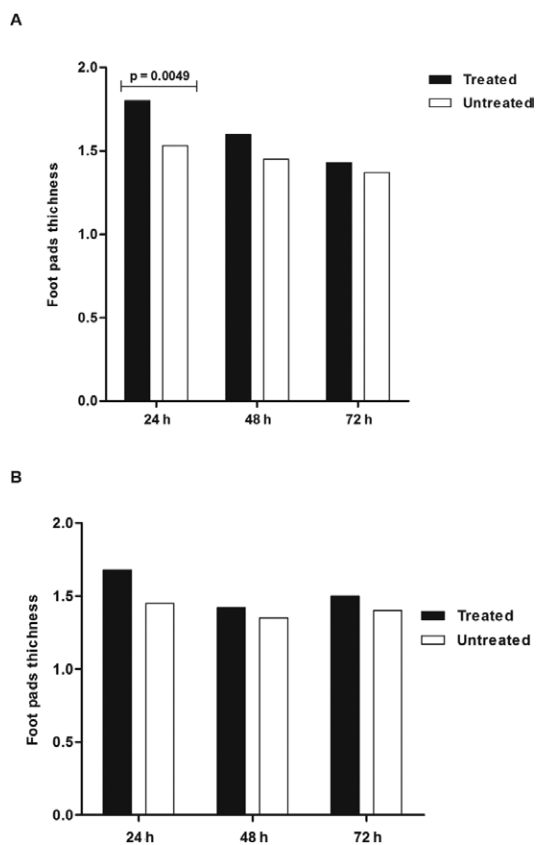 A
p = 0.0049
Treated
Untreated
Foot pads thichness
2.0
1.5
1.0
0.5
0.0
24 h
48 h
72 h
B
Treated
Untreated
Foot pads thichness
2.0
1.5
1.0
0.5
0.0
24 h
48 h
72 h